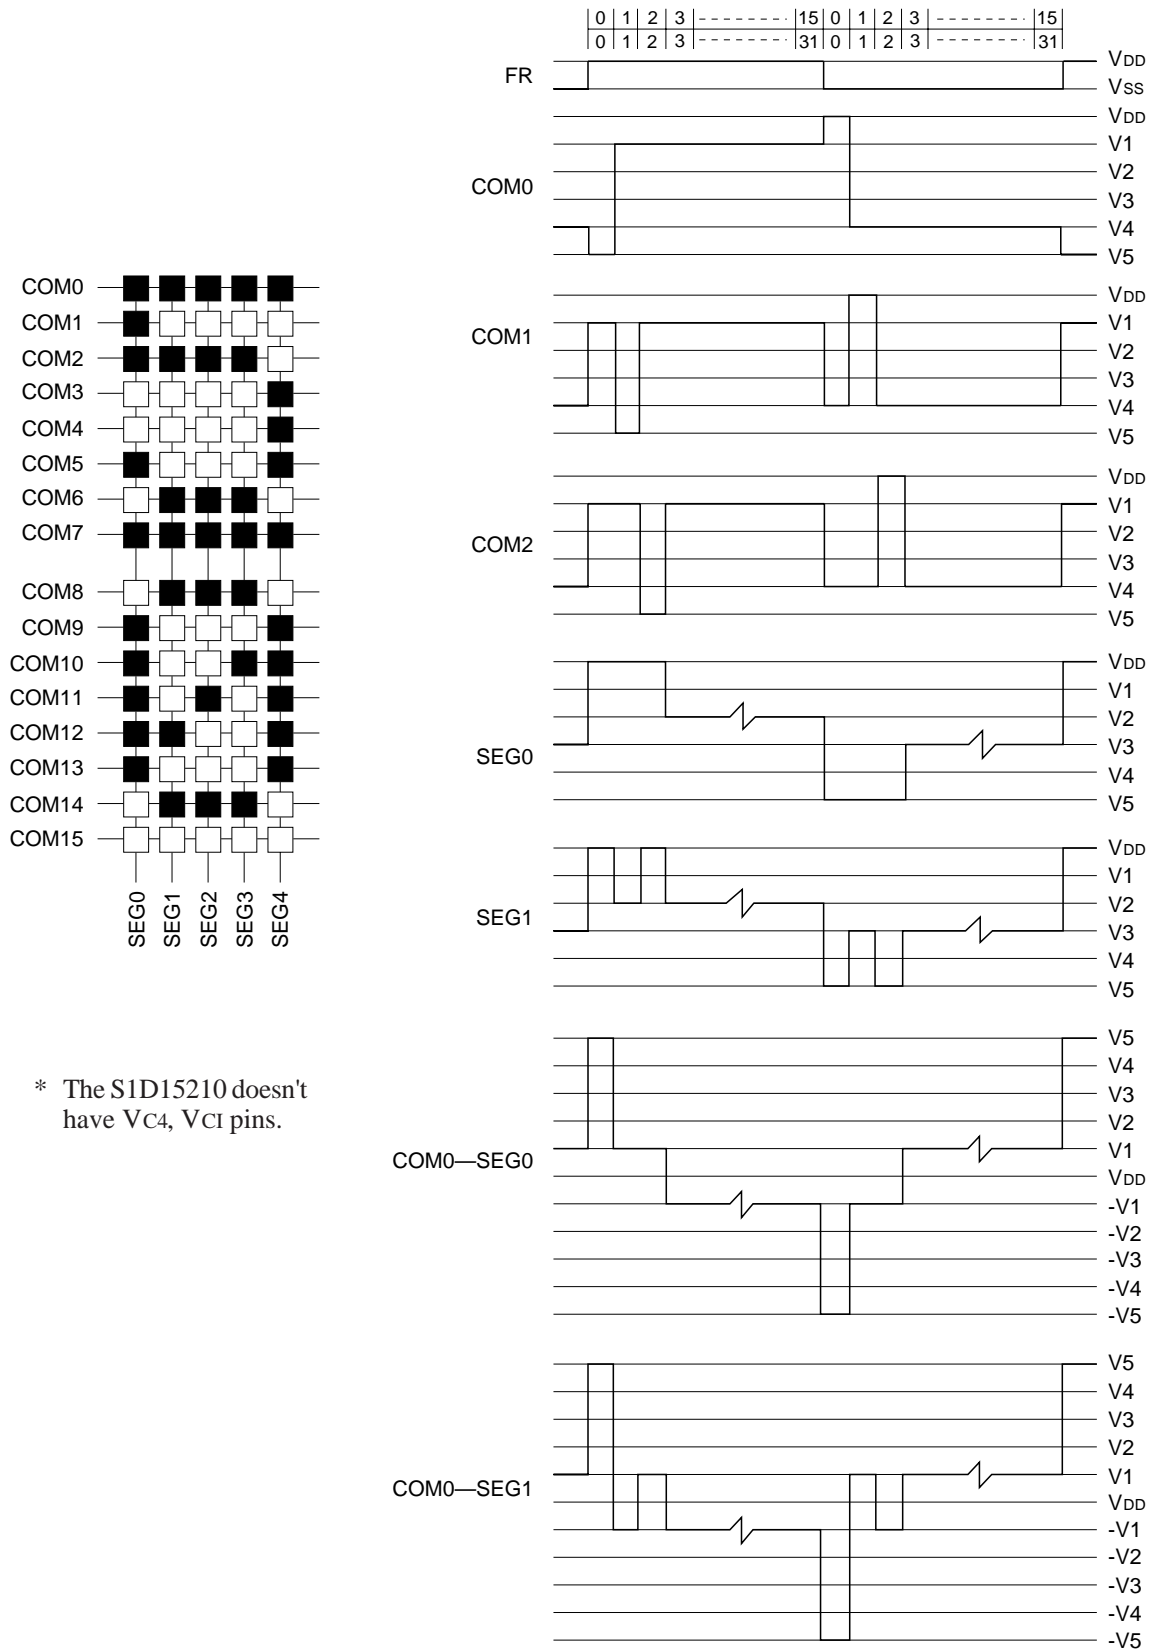 0 1 2 3 15 0 1 2 3 15
0 1 2 3 31 0 1 2 3 31
FR
VDD
VSS
COM0
VDD
V1
V2
V3
V4
V5
COM1
VDD
V1
V2
V3
V4
V5
COM2
VDD
V1
V2
V3
V4
V5
SEG0
VDD
V1
V2
V3
V4
V5
SEG1
VDD
V1
V2
V3
V4
V5
COM0—SEG0
V5
V4
V3
V2
V1
VDD
-V1
-V2
-V3
-V4
-V5
COM0—SEG1
V5
V4
V3
V2
V1
VDD
-V1
-V2
-V3
-V4
-V5
COM0
COM1
COM2
COM3
COM4
COM5
COM6
COM7
COM8
COM9
COM10
COM11
COM12
COM13
COM14
COM15
SEG0
SEG1
SEG2
SEG3
SEG4
* The S1D15210 doesn't
have VC4, VCI pins.